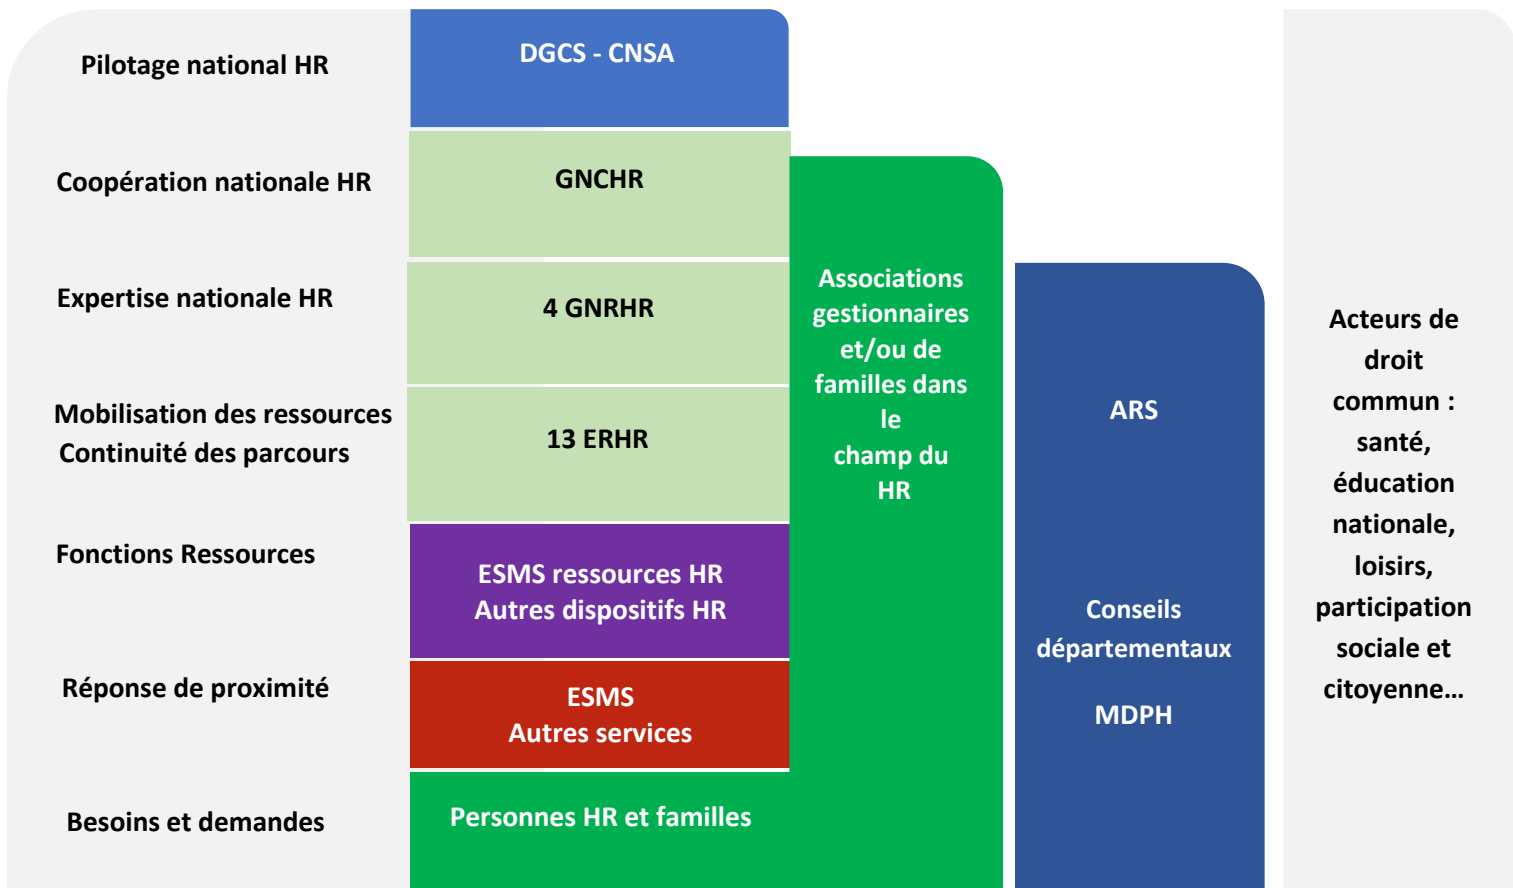 Pilotage national HR
DGCS - CNSA
Coopération nationale HR
GNCHR
Expertise nationale HR
4 GNRHR
Mobilisation des ressources
Continuité des parcours
13 ERHR
Fonctions Ressources
ESMS ressources HR
Autres dispositifs HR
Réponse de proximité
ESMS
Autres services
Besoins et demandes
Personnes HR et familles
Associations
gestionnaires
et/ou de
familles dans
le
champ du
HR
ARS
Conseils
départementaux
MDPH
Acteurs de
droit
commun :
santé,
éducation
nationale,
loisirs,
participation
sociale et
citoyenne…